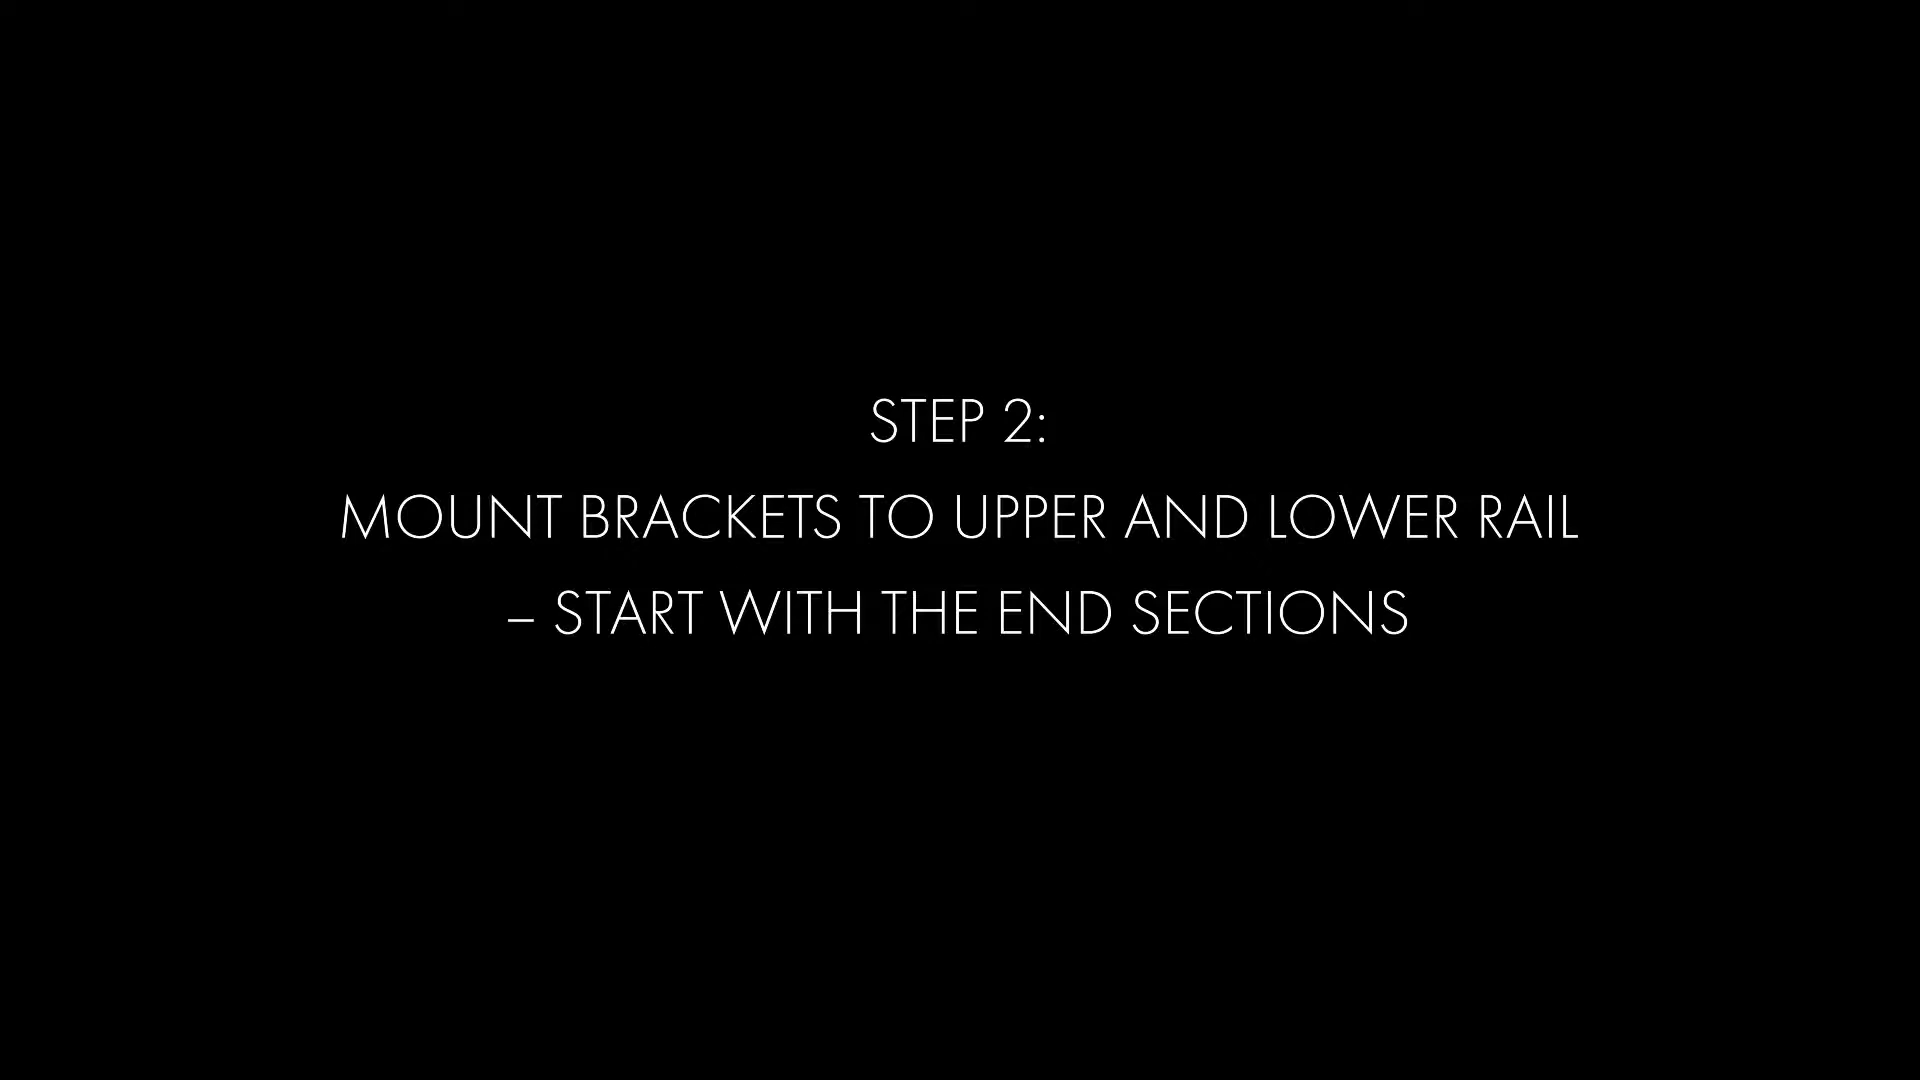 STEP 2:
MOUNT BRACKETS TO UPPER AND LOWER RAIL
– START WITH THE END SECTIONS